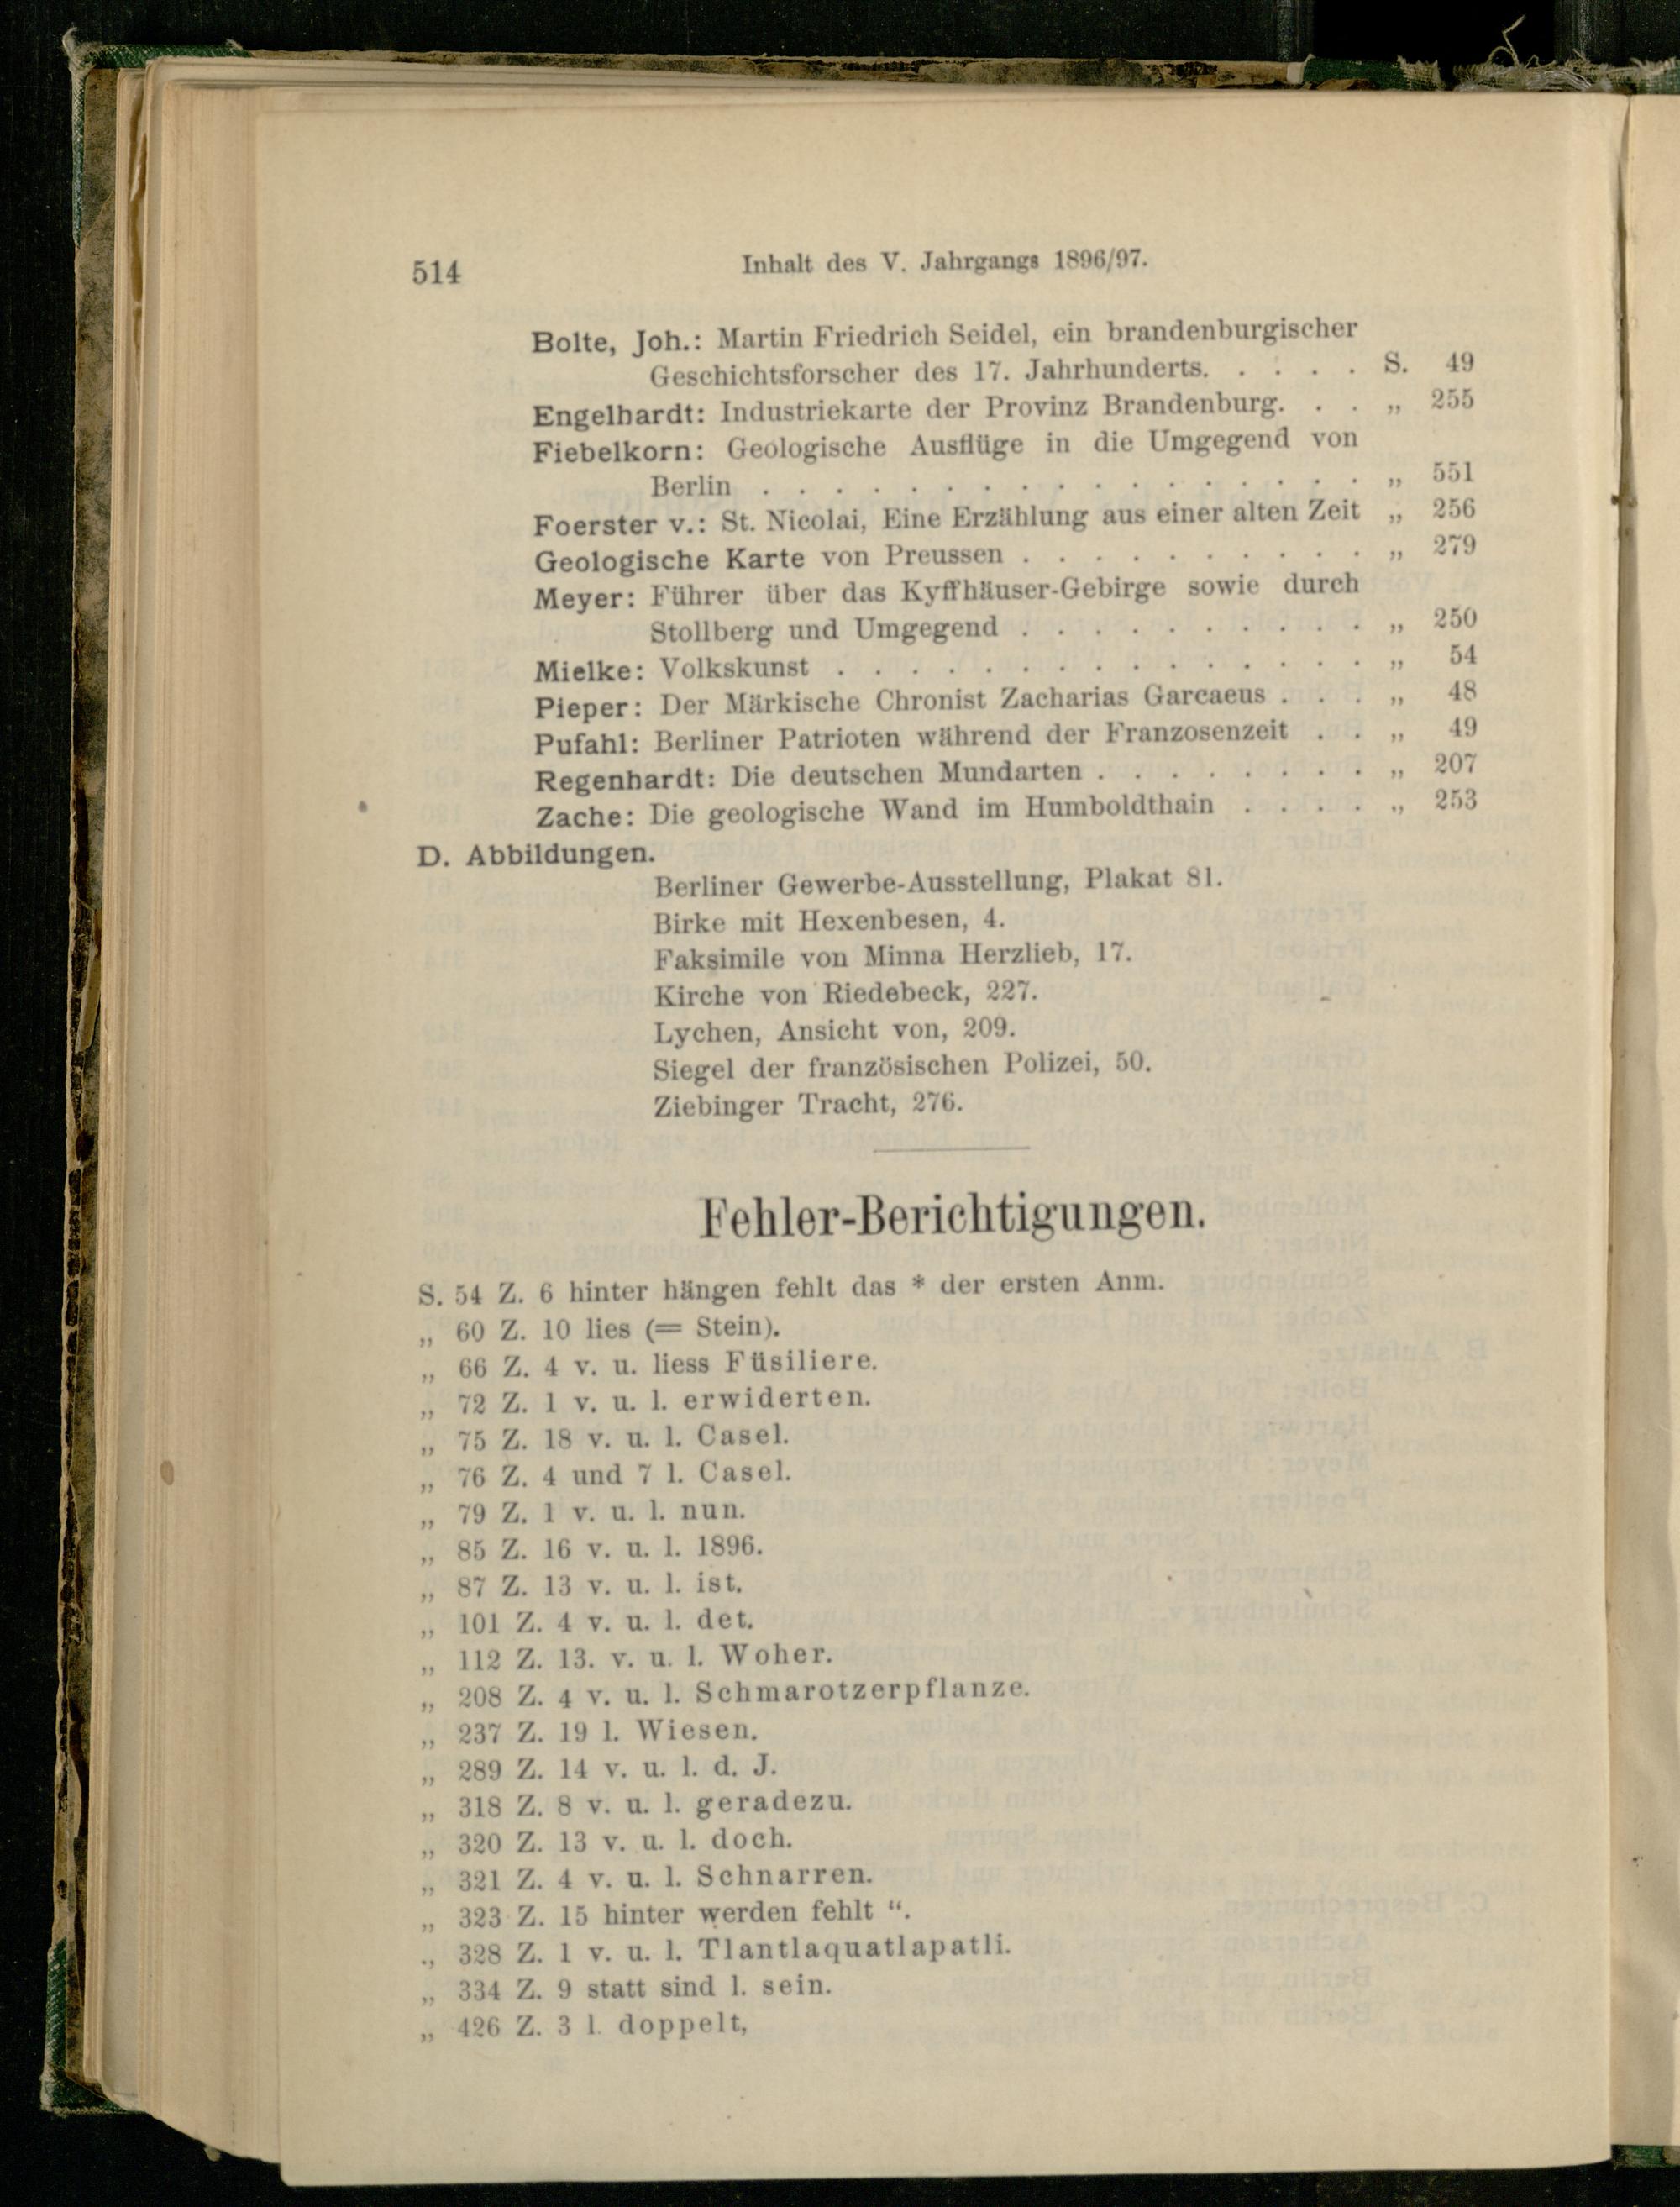 514 Inhalt des V. Jahrgangs 1896/97.
Bolte, Joh.: Martin Friedrich Seidel, ein brandenburgischer
Geschichtsforscher des 17. Jahrhunderts. . . . . S. 49
Engelhardt: Industriekarte der Provinz Brandenburg. . . „ 255
Fiebelkorn: Geologische Ausflüge in die Umgegend von
Berlin . . . . . . . . . . . . . . . . . „ 551
Foerster v.: St. Nicolai, Eine Erzählung aus einer alten Zeit „ 256
Geologische Karte von Preussen . . . . . . . . . . „ 279
Meyer: Führer über das Kyffhäuser-Gebirge sowie durch
Stollberg und Umgegend . . . . . . . . . . „ 250
Mielke: Volkskunst . . . . . . . . . . . . . . . „ 54
Pieper: Der Märkische Chronist Zacharias Garcaeus . . . „ 48
Pufahl: Berliner Patrioten während der Franzosenzeit . . „ 49
Regenhardt: Die deutschen Mundarten . . . . . . . . „ 207
Zache: Die geologische Wand im Humboldthain . . . . „ 253
D. Abbildungen.
Berliner Gewerbe-Ausstellung, Plakat 81.
Birke mit Hexenbesen, 4.
Faksimile von Minna Herzlieb, 17.
Kirche von Riedebeck, 227.
Lychen, Ansicht von, 209.
Siegel der französischen Polizei, 50.
Ziebinger Tracht, 276.
Fehler-Berichtigungen.
S. 54 Z. 6 hinter hängen fehlt das * der ersten Anm.
„ 60 Z. 10 lies (= Stein).
„ 66 Z. 4 v. u. liess Füsiliere.
„ 72 Z. 1 v. u. l. erwiderten.
„ 75 Z. 18 v. u. l. Casel.
„ 76 Z. 4 und 7 l. Casel.
„ 79 Z. 1 v. u. l. nun.
„ 85 Z. 16 v. u. l. 1896.
„ 87 Z. 13 v. u. l. ist.
„ 101 Z. 4 v. u. l. det.
„ 112 Z. 13. v. u. l. Woher.
„ 208 Z. 4 v. u. l. Schmarotzerpflanze.
„ 237 Z. 19 l. Wiesen.
„ 289 Z. 14 v. u. l. d. J.
„ 318 Z. 8 v. u. l. geradezu.
„ 320 Z. 13 v. u. l. doch.
„ 321 Z. 4 v. u. l. Schnarren.
„ 323 Z. 15 hinter werden fehlt “.
„ 328 Z. 1 v. u. l. Tlantlaquatlapatli.
„ 334 Z. 9 statt sind l. sein.
„ 426 Z. 3 l. doppelt,